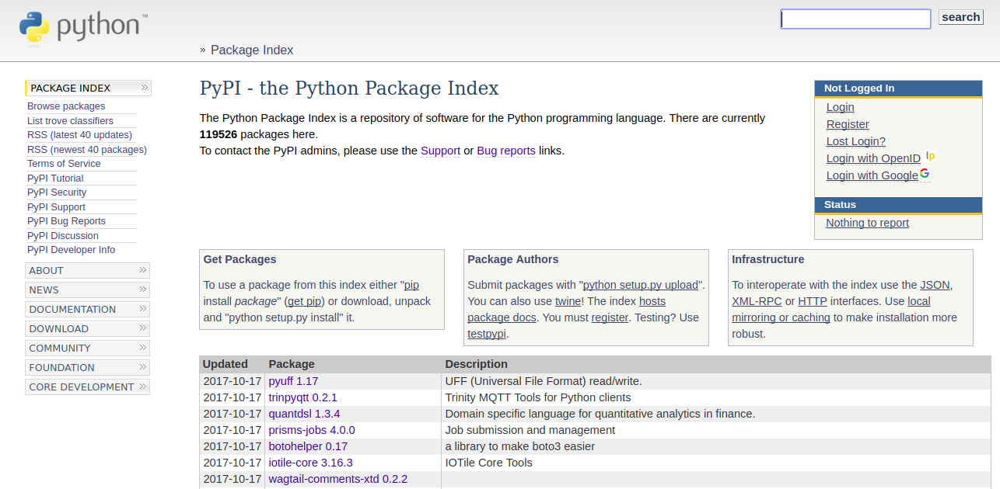 python™
search
» Package Index
PACKAGE INDEX »
Browse packages
List trove classifiers
RSS (latest 40 updates)
RSS (newest 40 packages)
Terms of Service
PyPI Tutorial
PyPI Security
PyPI Support
PyPI Bug Reports
PyPI Discussion
PyPI Developer Info
ABOUT »
NEWS »
DOCUMENTATION »
DOWNLOAD »
COMMUNITY »
FOUNDATION »
CORE DEVELOPMENT »
PyPI - the Python Package Index
The Python Package Index is a repository of software for the Python programming language. There are currently
119526 packages here.
To contact the PyPI admins, please use the Support or Bug reports links.
Not Logged In
Login
Register
Lost Login?
Login with OpenID lp
Login with Google G
Status
Nothing to report
Get Packages
To use a package from this index either "pip
install package" (get pip) or download, unpack
and "python setup.py install" it.
Package Authors
Submit packages with "python setup.py upload".
You can also use twine! The index hosts
package docs. You must register. Testing? Use
testpypi.
Infrastructure
To interoperate with the index use the JSON,
XML-RPC or HTTP interfaces. Use local
mirroring or caching to make installation more
robust.
Updated Package Description
2017-10-17 pyuff 1.17 UFF (Universal File Format) read/write.
2017-10-17 trinpyqtt 0.2.1 Trinity MQTT Tools for Python clients
2017-10-17 quantdsl 1.3.4 Domain specific language for quantitative analytics in finance.
2017-10-17 prisms-jobs 4.0.0 Job submission and management
2017-10-17 botohelper 0.17 a library to make boto3 easier
2017-10-17 iotile-core 3.16.3 IOTile Core Tools
2017-10-17 wagtail-comments-xtd 0.2.2